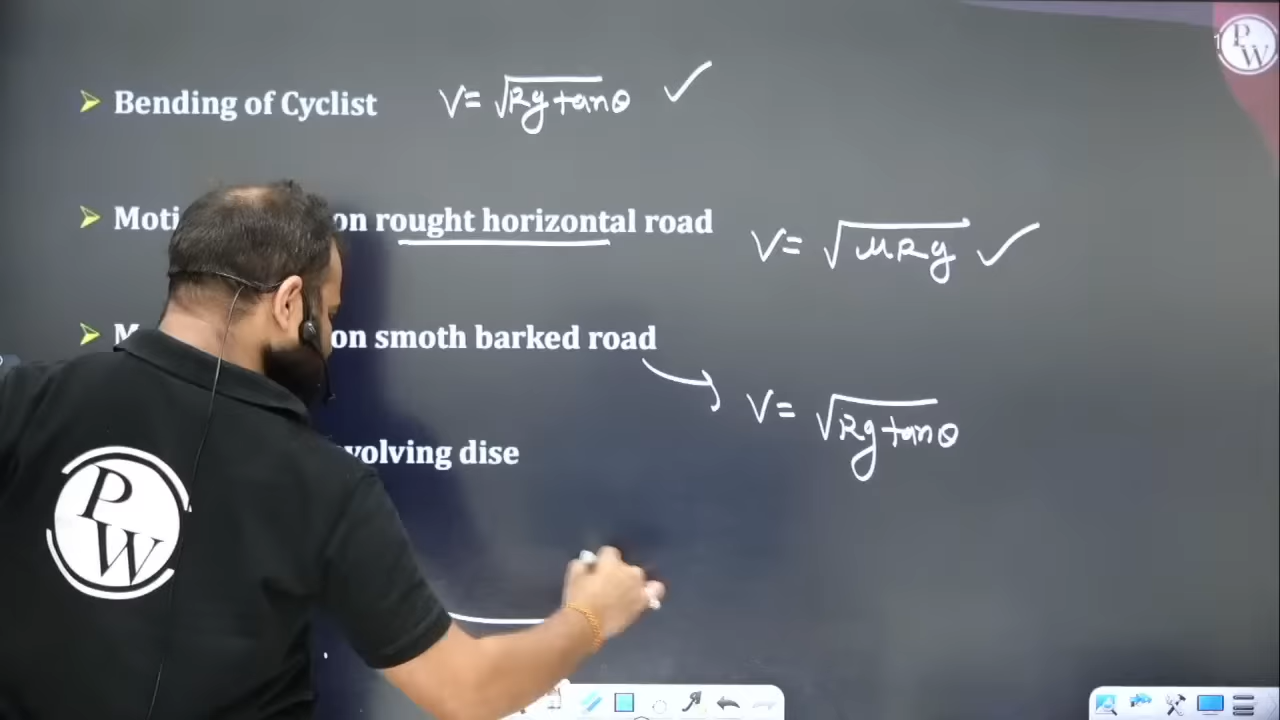 PW
Bending of Cyclist V= √Rg tanθ ✓
Moti on rought horizontal road V= √μRg ✓
M on smoth barked road
V= √Rg tanθ
volving dise
PW